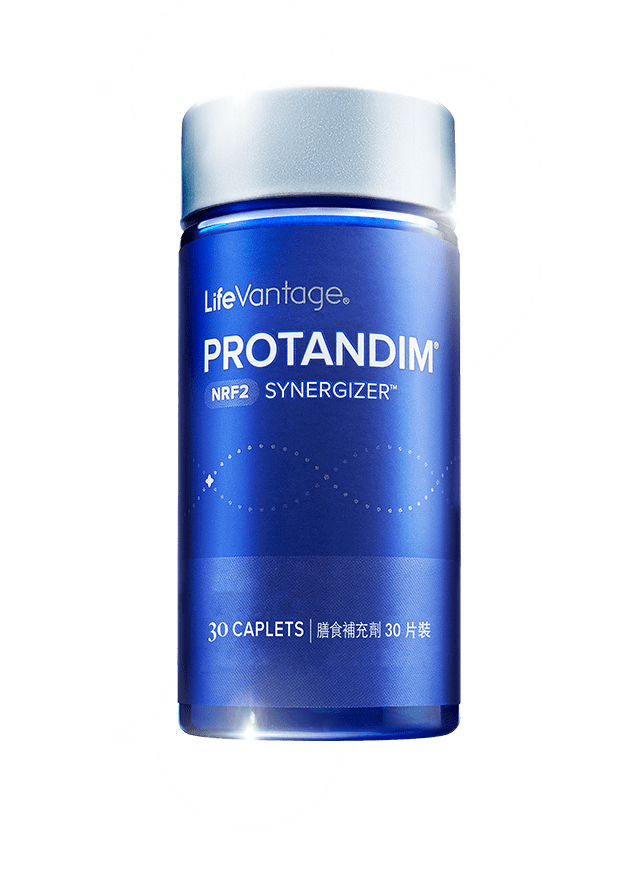 LifeVantage®
PROTANDIM®
NRF2 SYNERGIZER™
30 CAPLETS | 膳食補充劑 30 片裝